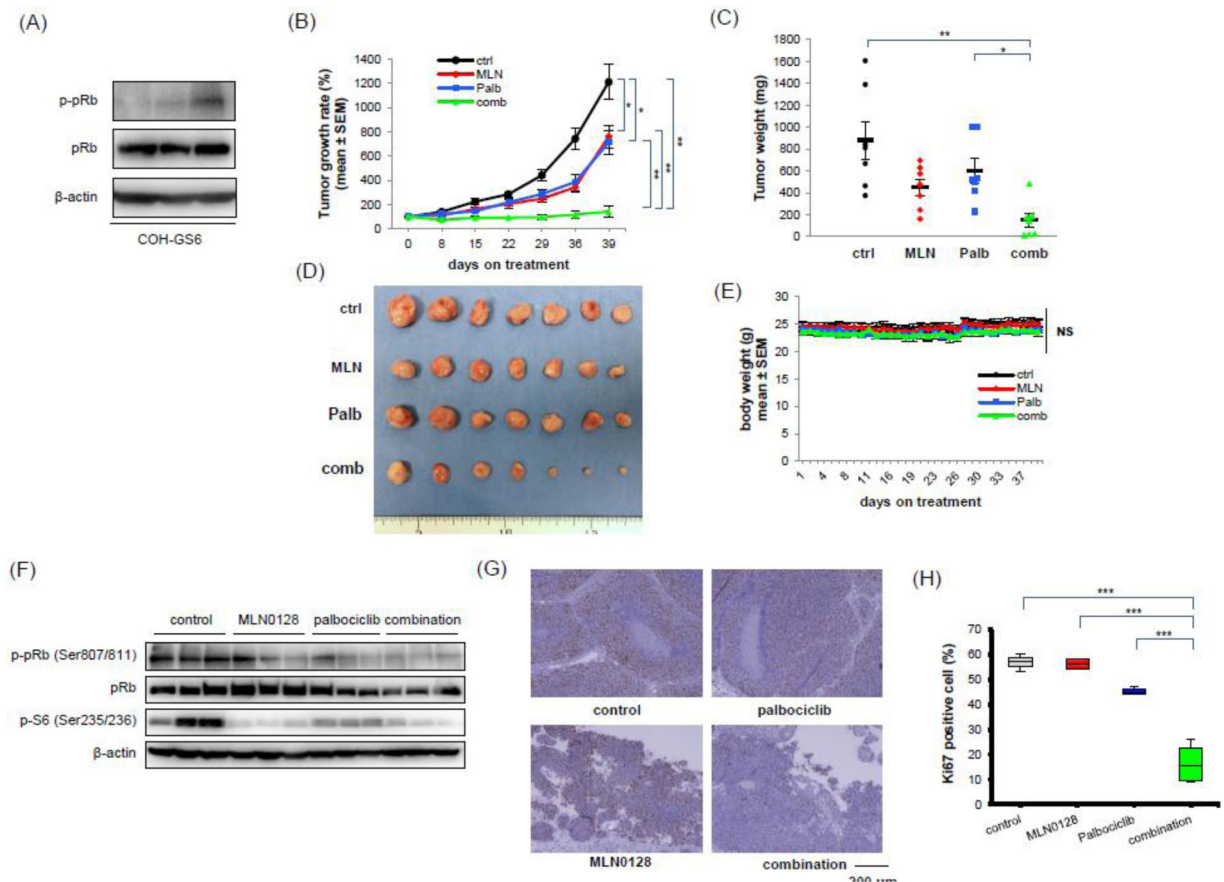 (A)
p-pRb
pRb
β-actin
COH-GS6
(B)
Tumor growth rate (%)
(mean ± SEM)
1400
1200
1000
800
600
400
200
0
ctrl
MLN
Palb
comb
*
*
**
**
**
0 8 15 22 29 36 39
days on treatment
(C)
Tumor weight (mg)
1800
1600
1400
1200
1000
800
600
400
200
0
**
*
ctrl MLN Palb comb
(D)
ctrl
MLN
Palb
comb
(E)
body weight (g)
mean ± SEM
30
25
20
15
10
5
0
NS
ctrl
MLN
Palb
comb
1 4 8 11 13 16 19 21 23 26 30 33 37
days on treatment
(F)
control MLN0128 palbociclib combination
p-pRb (Ser807/811)
pRb
p-S6 (Ser235/236)
β-actin
(G)
control palbociclib
MLN0128 combination
200 µm
(H)
Ki67 positive cell (%)
70
60
50
40
30
20
10
0
***
***
***
control MLN0128 Palbociclib combination